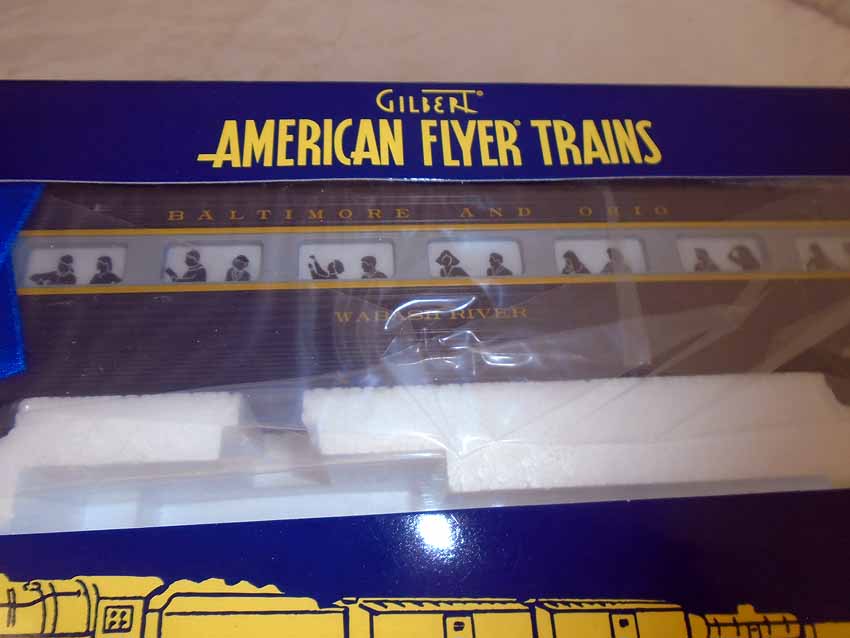 GILBERT®
AMERICAN FLYER® TRAINS
BALTIMORE AND OHIO
WABASH RIVER